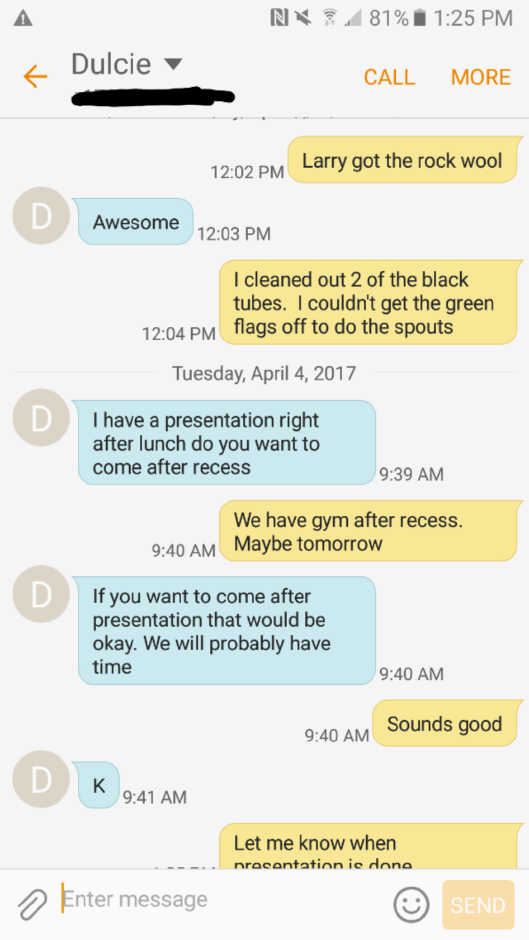 81% 1:25 PM
Dulcie
CALL MORE
Larry got the rock wool
12:02 PM
D
Awesome
12:03 PM
I cleaned out 2 of the black
tubes. I couldn't get the green
flags off to do the spouts
12:04 PM
Tuesday, April 4, 2017
D
I have a presentation right
after lunch do you want to
come after recess
9:39 AM
We have gym after recess.
Maybe tomorrow
9:40 AM
D
If you want to come after
presentation that would be
okay. We will probably have
time
9:40 AM
Sounds good
9:40 AM
D
K
9:41 AM
Let me know when
presentation is done
Enter message
SEND